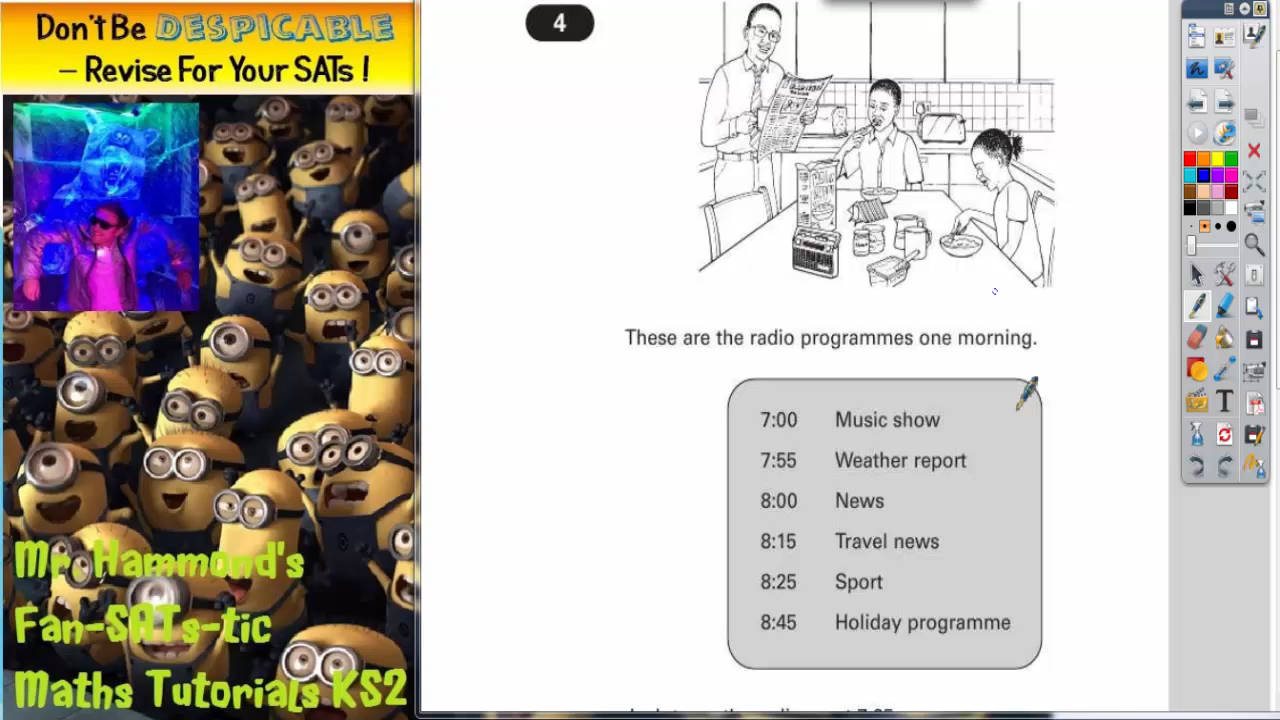 Don't Be DESPICABLE
– Revise For Your SATs !
Mr. Hammond's
Fan-SATs-tic
Maths Tutorials KS2
4
These are the radio programmes one morning.
7:00 Music show
7:55 Weather report
8:00 News
8:15 Travel news
8:25 Sport
8:45 Holiday programme
T